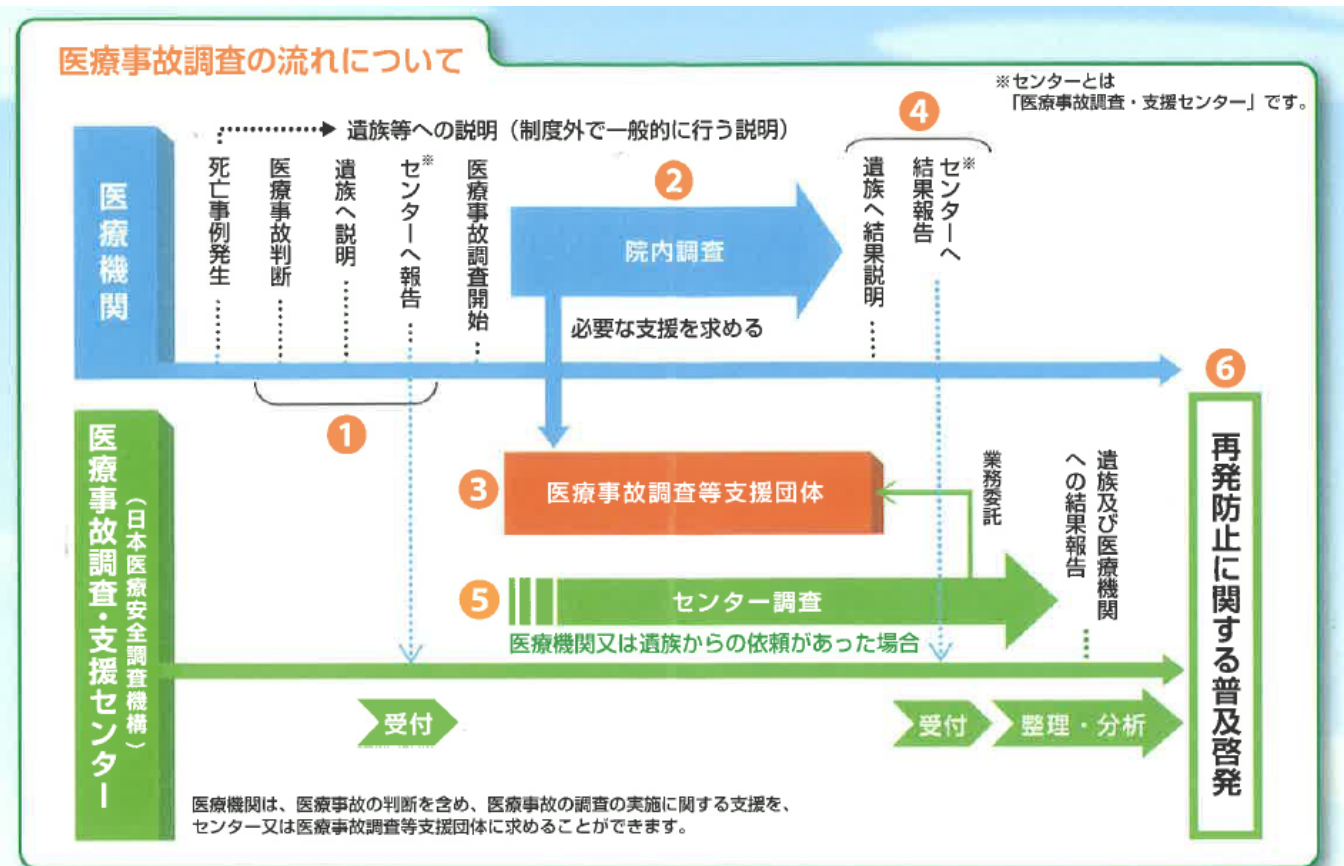 医療事故調査の流れについて
※センターとは
「医療事故調査・支援センター」です。
医療機関
遺族等への説明（制度外で一般的に行う説明）
死亡事例発生
医療事故判断
遺族へ説明
センターへ報告
※
医療事故調査開始
1
2
院内調査
必要な支援を求める
4
遺族へ結果説明
センターへ
結果報告
※
3
医療事故調査等支援団体
業務委託
5
センター調査
医療機関又は遺族からの依頼があった場合
遺族及び医療機関
への結果報告
6
再発防止に関する普及啓発
医療事故調査・支援センター
（日本医療安全調査機構）
受付
受付
整理・分析
医療機関は、医療事故の判断を含め、医療事故の調査の実施に関する支援を、
センター又は医療事故調査等支援団体に求めることができます。